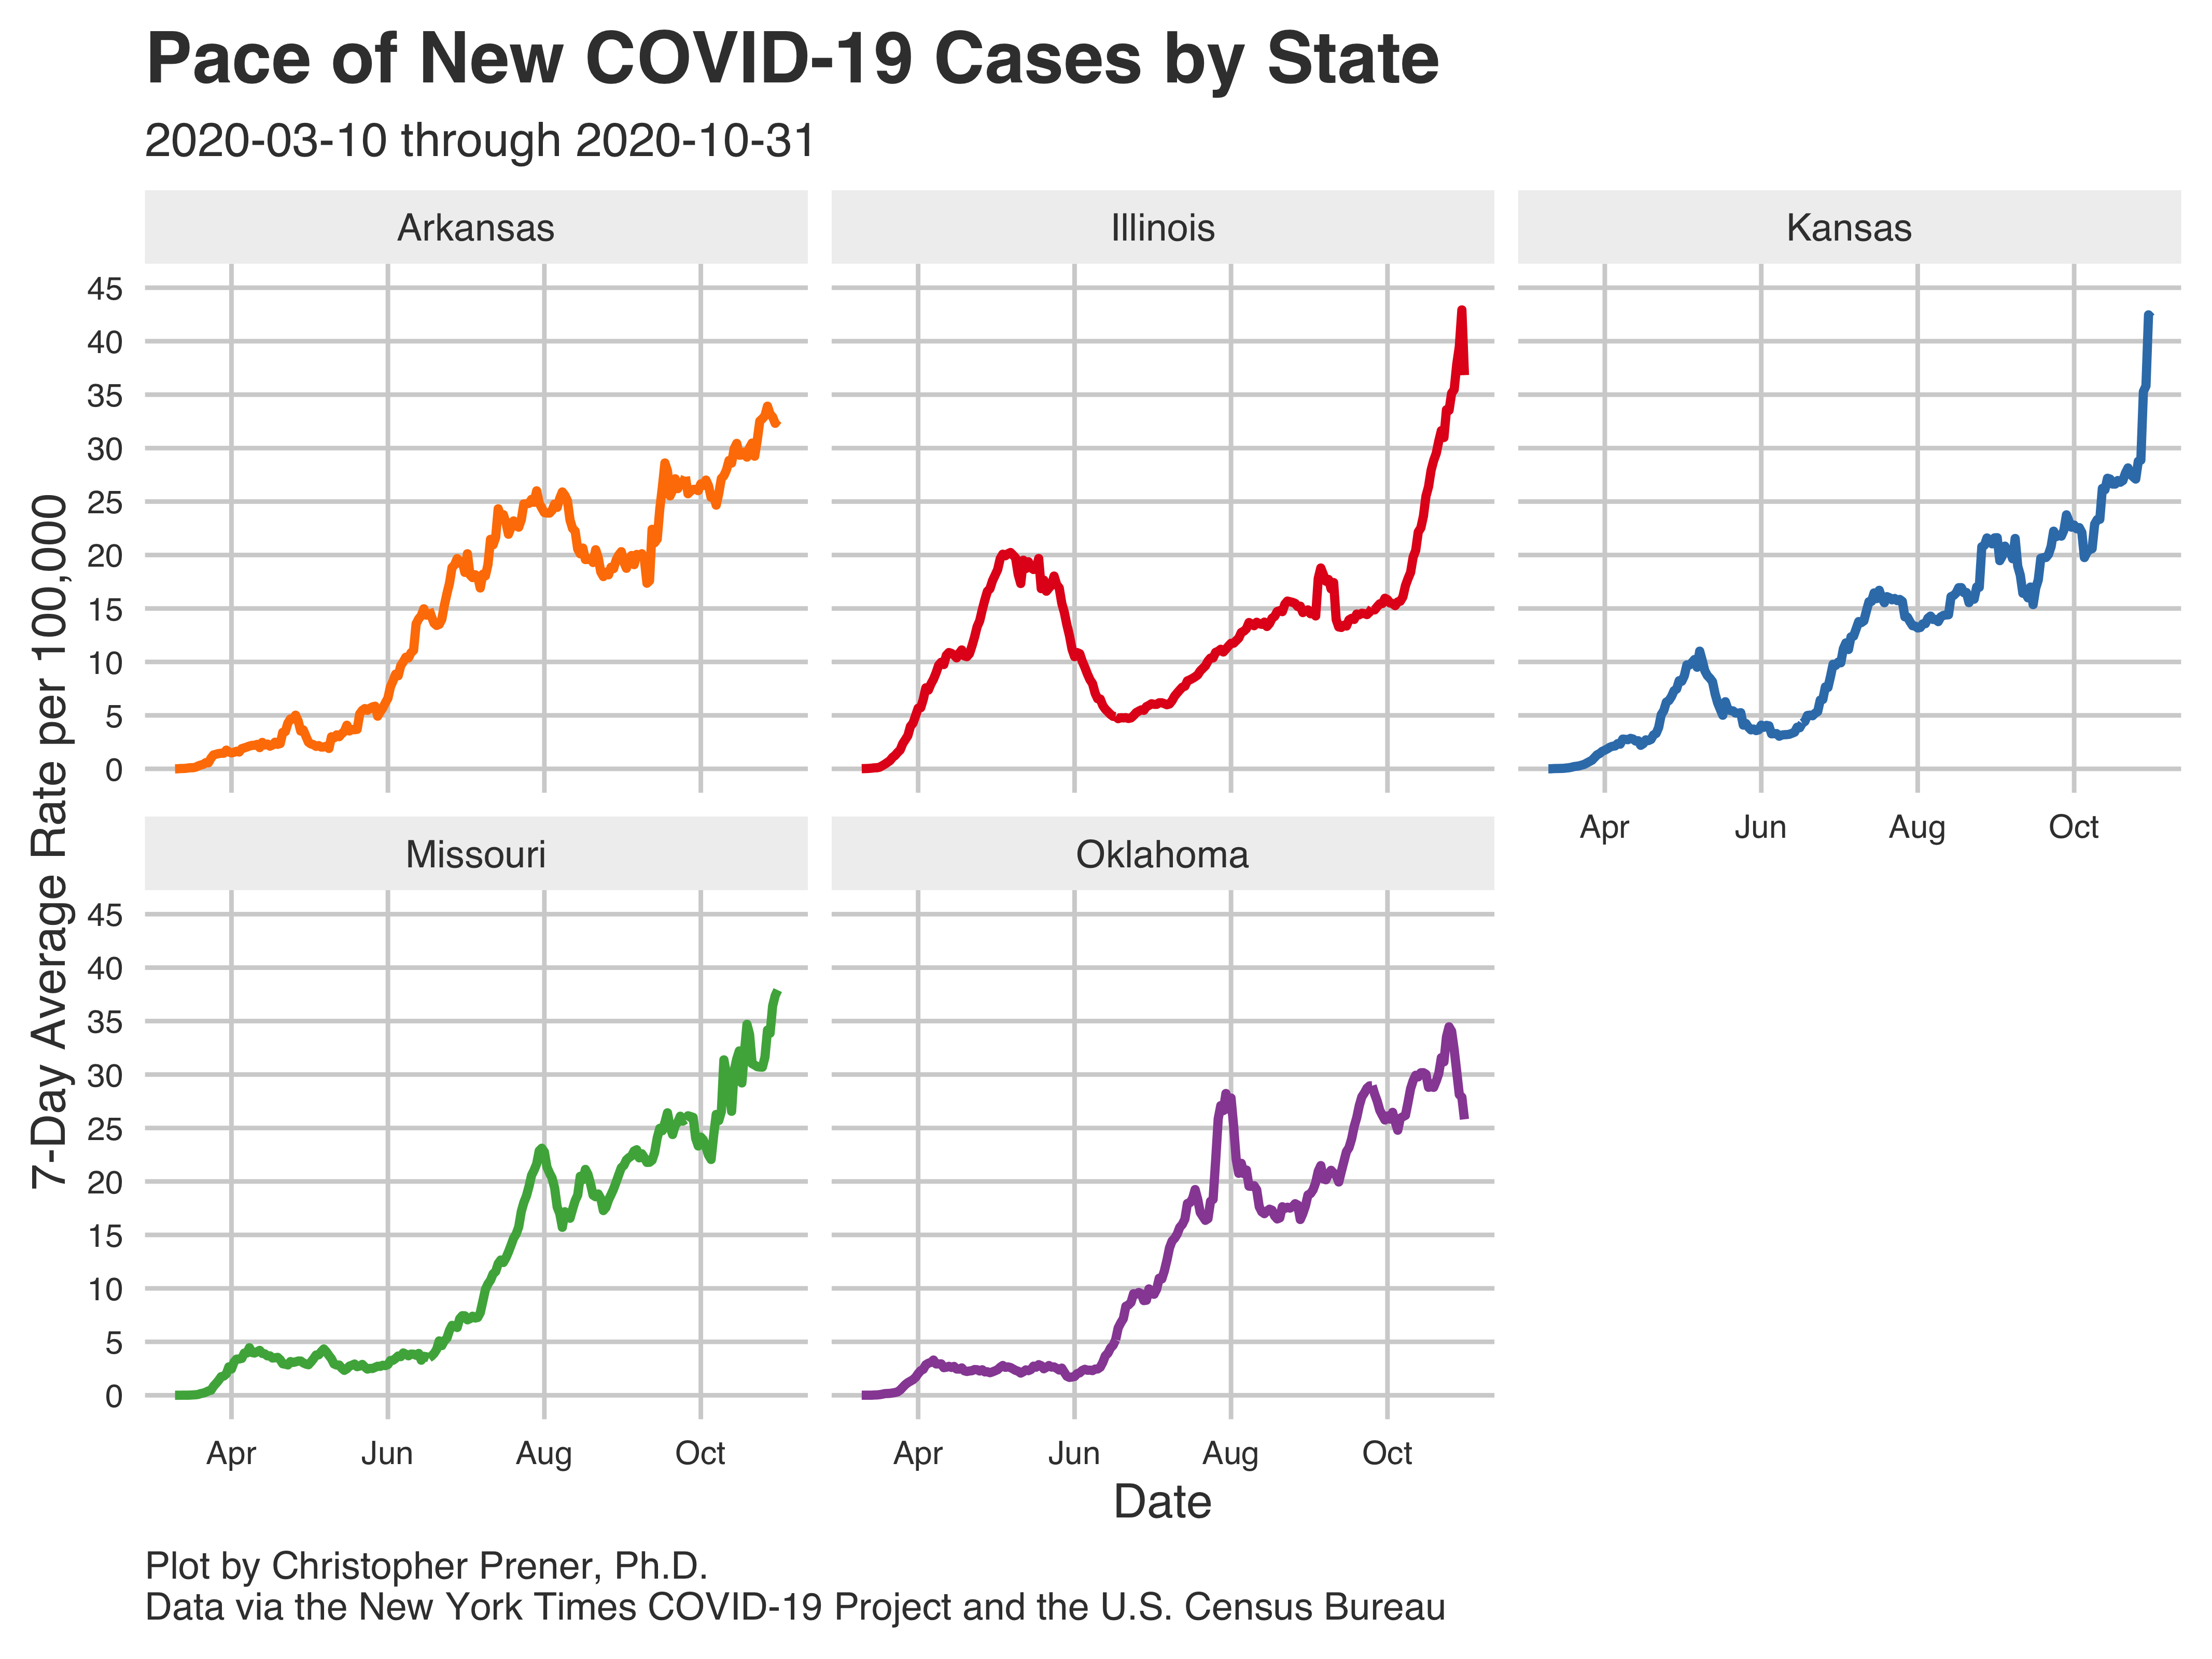 Pace of New COVID-19 Cases by State
2020-03-10 through 2020-10-31
Arkansas
Illinois
Kansas
45
40
35
30
25
20
15
10
5
0
Apr
Jun
Aug
Oct
Missouri
Oklahoma
45
40
35
30
25
20
15
10
5
0
Apr
Jun
Aug
Oct
Apr
Jun
Aug
Oct
7-Day Average Rate per 100,000
Date
Plot by Christopher Prener, Ph.D.
Data via the New York Times COVID-19 Project and the U.S. Census Bureau